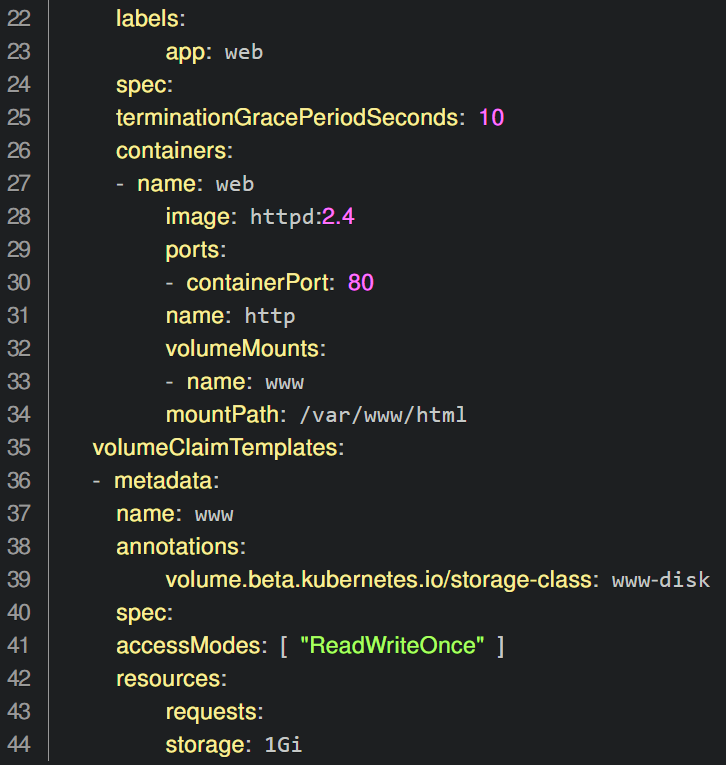 22 labels:
23 app: web
24 spec:
25 terminationGracePeriodSeconds: 10
26 containers:
27 - name: web
28 image: httpd:2.4
29 ports:
30 - containerPort: 80
31 name: http
32 volumeMounts:
33 - name: www
34 mountPath: /var/www/html
35 volumeClaimTemplates:
36 - metadata:
37 name: www
38 annotations:
39 volume.beta.kubernetes.io/storage-class: www-disk
40 spec:
41 accessModes: [ "ReadWriteOnce" ]
42 resources:
43 requests:
44 storage: 1Gi